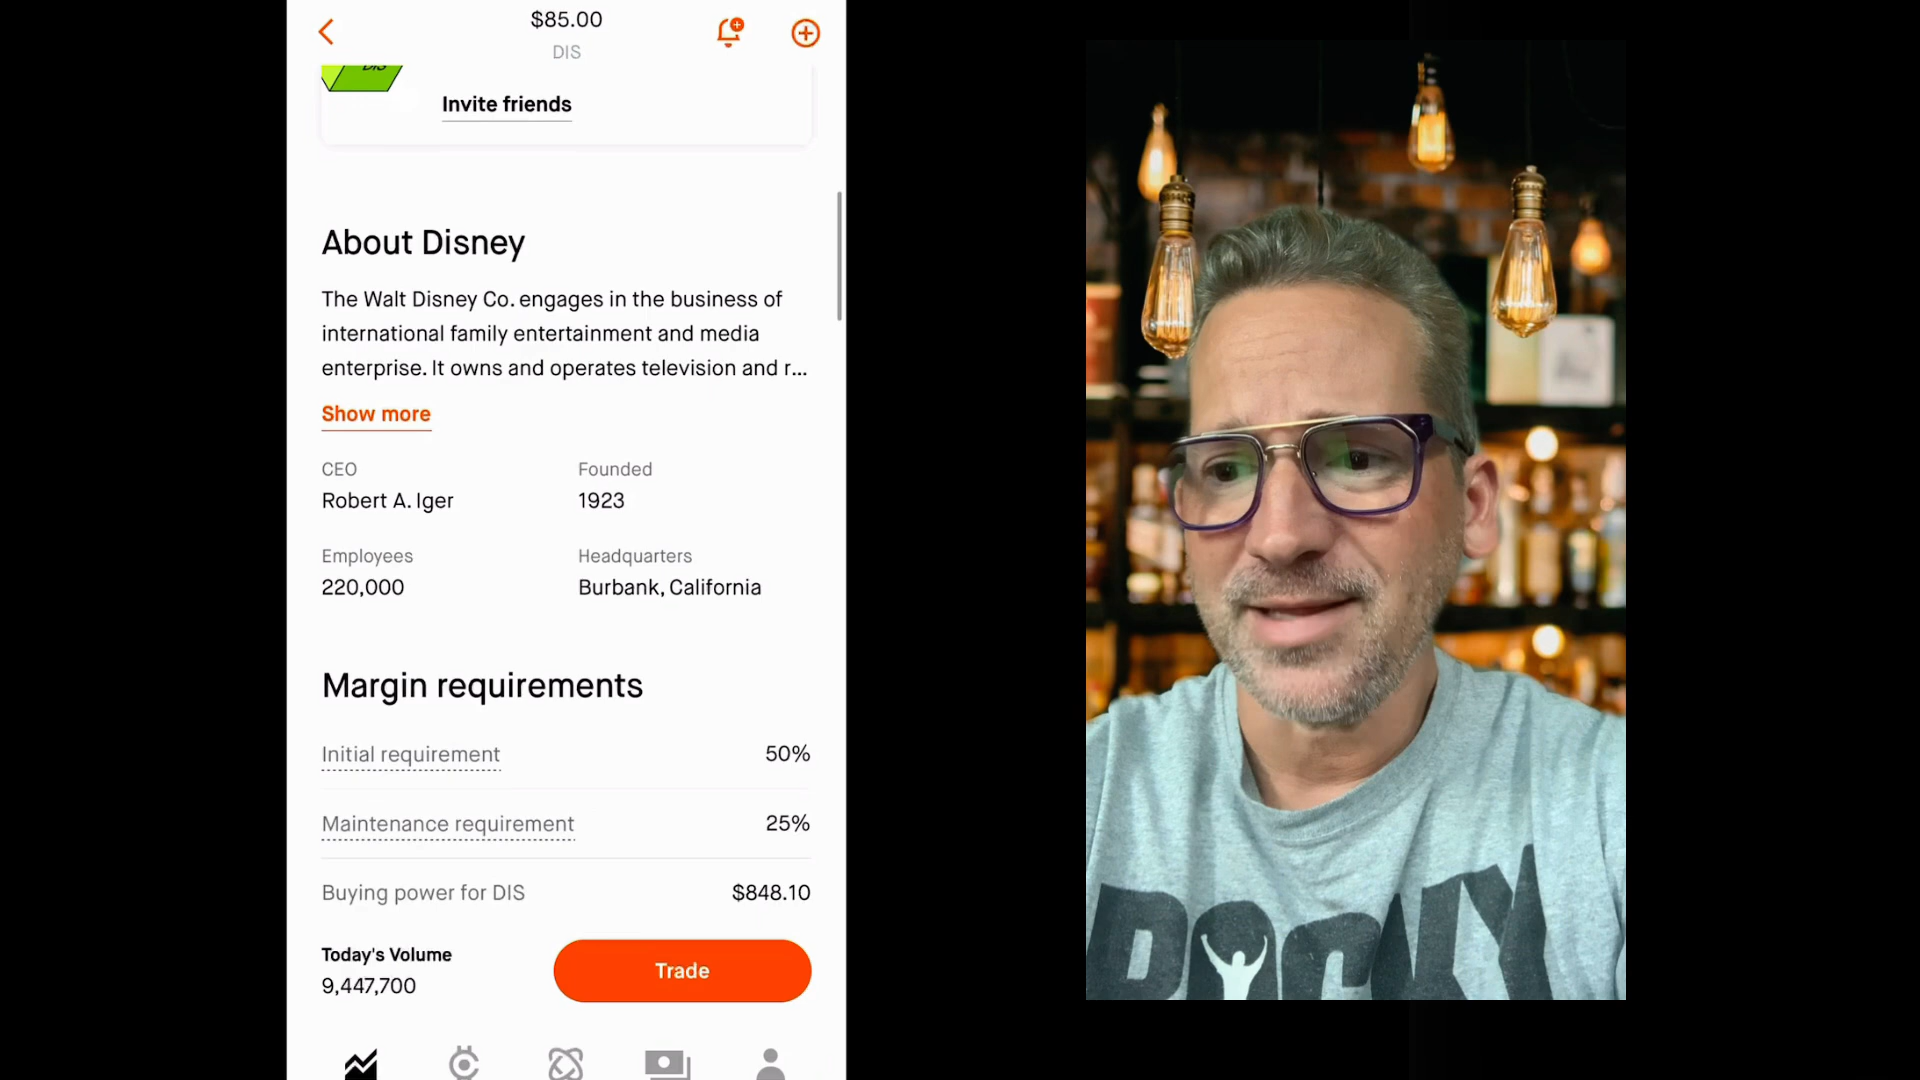 $85.00
DIS
DIS
Invite friends
About Disney
The Walt Disney Co. engages in the business of
international family entertainment and media
enterprise. It owns and operates television and r...
Show more
CEO
Founded
Robert A. Iger
1923
Employees
Headquarters
220,000
Burbank, California
Margin requirements
Initial requirement
50%
Maintenance requirement
25%
Buying power for DIS
$848.10
Today's Volume
9,447,700
Trade
ROCKY